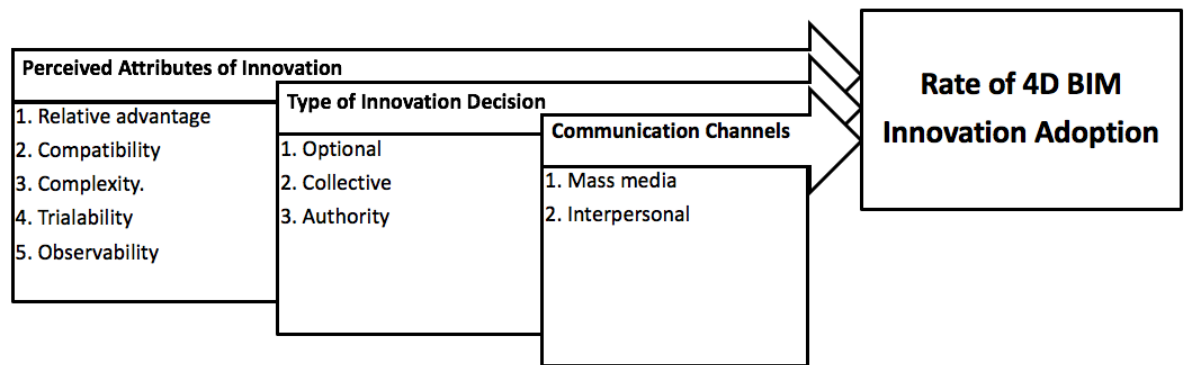 Perceived Attributes of Innovation
1. Relative advantage
2. Compatibility
3. Complexity.
4. Trialability
5. Observability
Type of Innovation Decision
1. Optional
2. Collective
3. Authority
Communication Channels
1. Mass media
2. Interpersonal
Rate of 4D BIM
Innovation Adoption